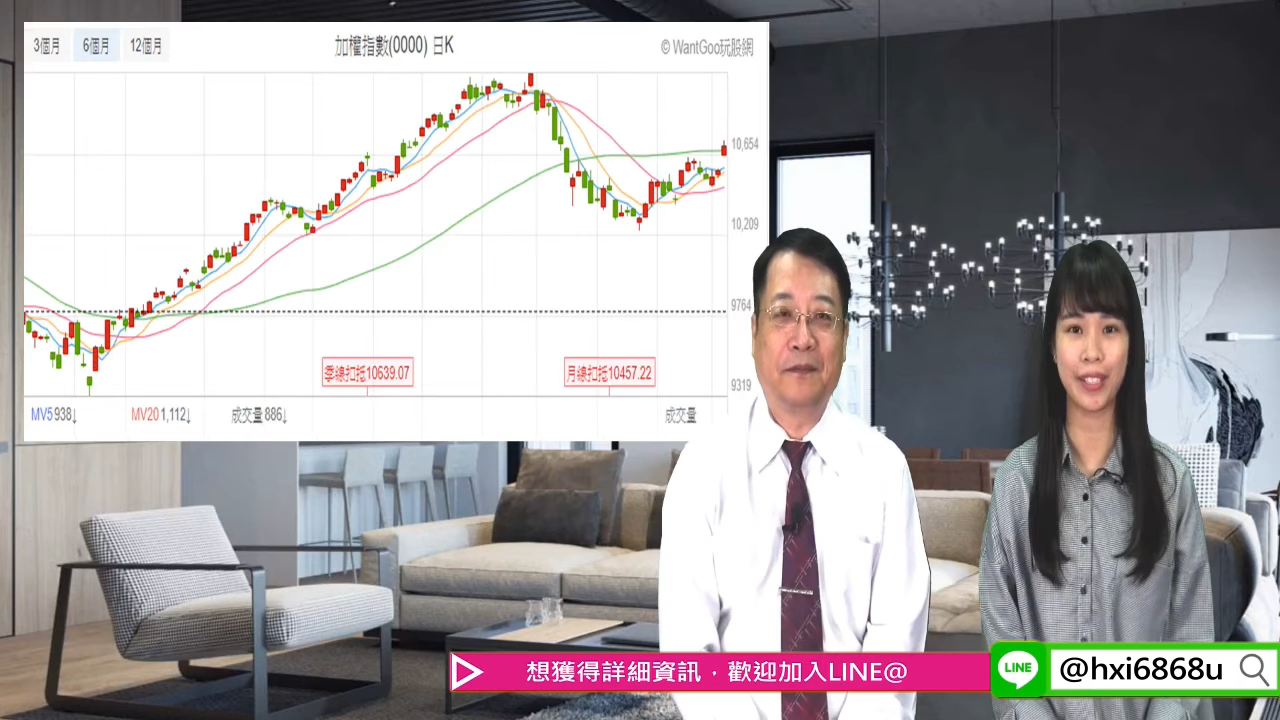 3個月 6個月 12個月
加權指數(0000) 日K
© WantGoo玩股網
10,654
10,209
9764
9319
季線扣抵10639.07
月線扣抵10457.22
MV5 938↓ MV20 1,112↓ 成交量 886↓
成交量
想獲得詳細資訊，歡迎加入LINE@
LINE
@hxi6868u